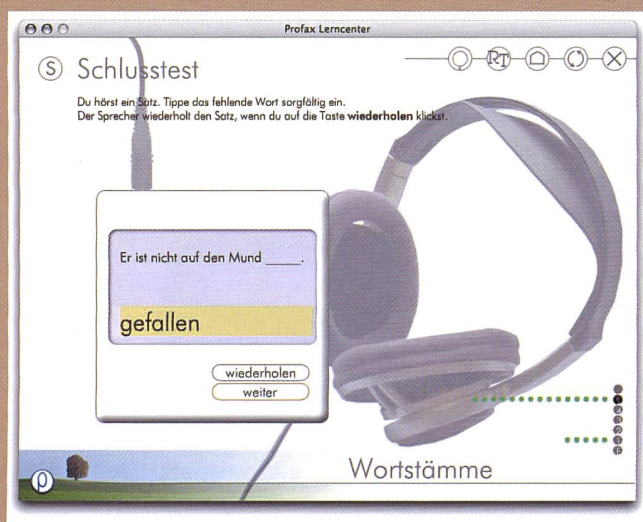 Profax Lerncenter
S Schlusstest
RT
Du hörst ein Satz. Tippe das fehlende Wort sorgfältig ein.
Der Sprecher wiederholt den Satz, wenn du auf die Taste wiederholen klickst.
Er ist nicht auf den Mund _____.
gefallen
wiederholen
weiter
Wortstämme
p